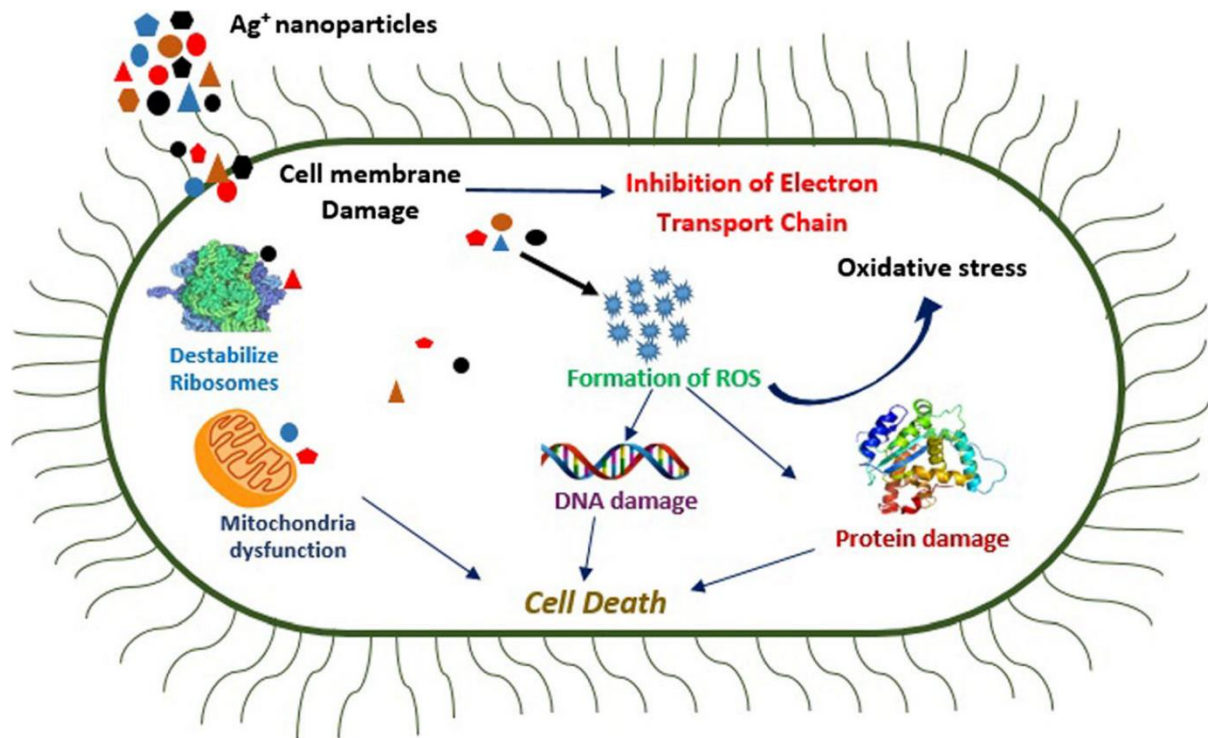 Ag⁺ nanoparticles
Cell membrane
Damage
Inhibition of Electron
Transport Chain
Oxidative stress
Destabilize
Ribosomes
Formation of ROS
Mitochondria
dysfunction
DNA damage
Protein damage
Cell Death